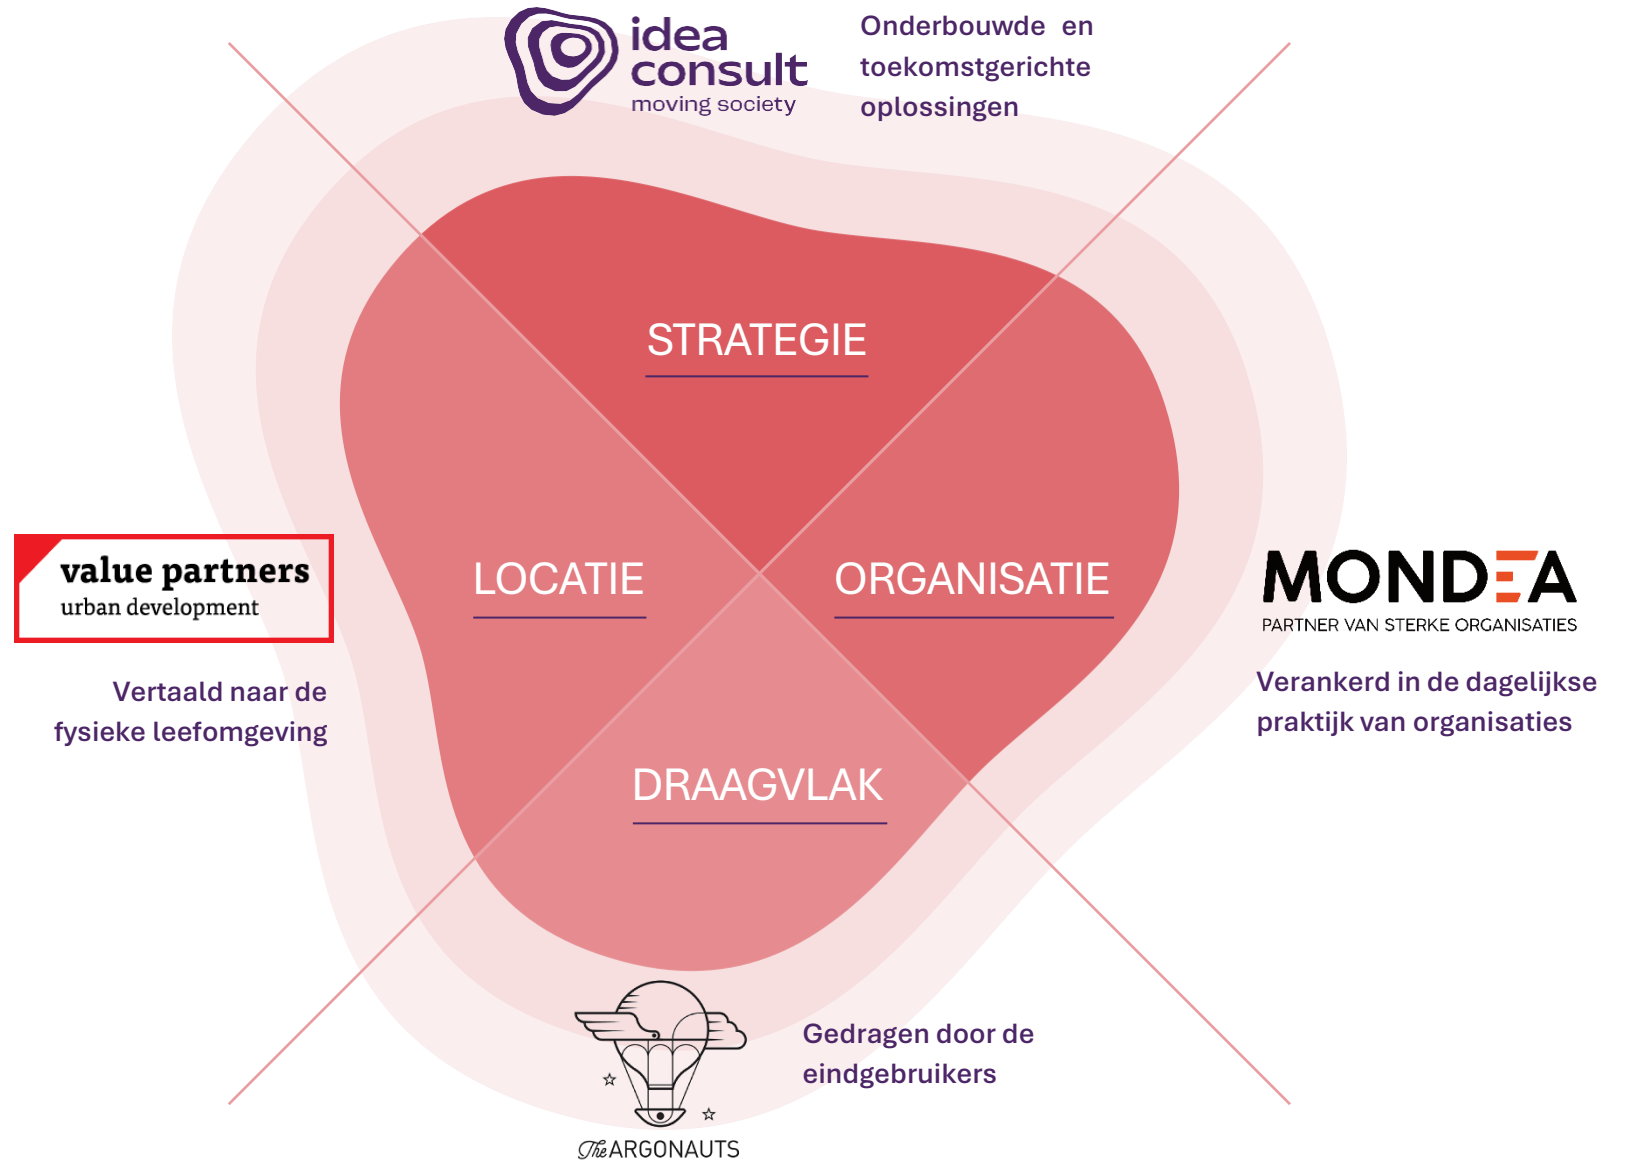 idea
consult
moving society
Onderbouwde en
toekomstgerichte
oplossingen
STRATEGIE
value partners
urban development
Vertaald naar de
fysieke leefomgeving
LOCATIE
ORGANISATIE
MONDEA
PARTNER VAN STERKE ORGANISATIES
Verankerd in de dagelijkse
praktijk van organisaties
DRAAGVLAK
The ARGONAUTS
Gedragen door de
eindgebruikers